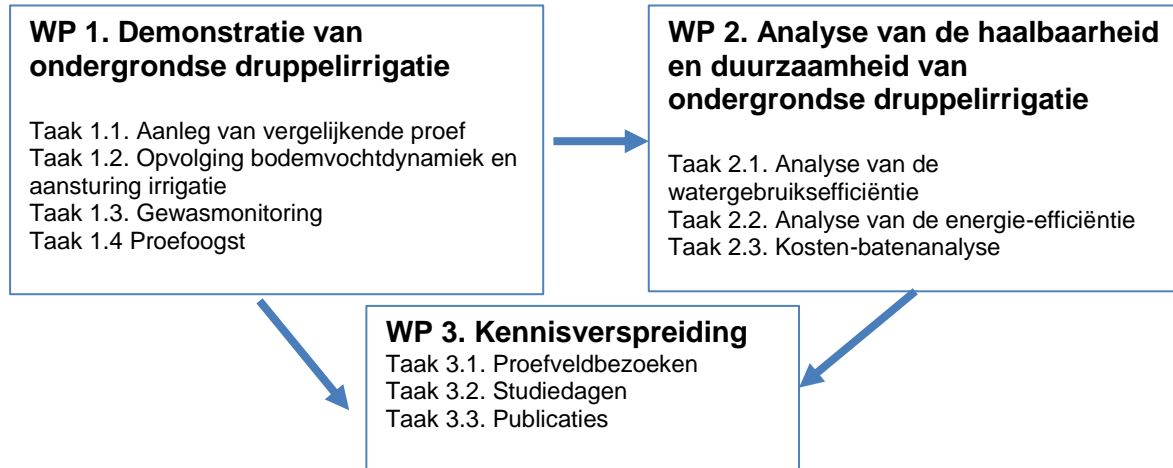 WP 1. Demonstratie van
ondergrondse druppelirrigatie
Taak 1.1. Aanleg van vergelijkende proef
Taak 1.2. Opvolging bodemvochtdynamiek en
aansturing irrigatie
Taak 1.3. Gewasmonitoring
Taak 1.4 Proefoogst
WP 2. Analyse van de haalbaarheid
en duurzaamheid van
ondergrondse druppelirrigatie
Taak 2.1. Analyse van de
watergebruiksefficiëntie
Taak 2.2. Analyse van de energie-efficiëntie
Taak 2.3. Kosten-batenanalyse
WP 3. Kennisverspreiding
Taak 3.1. Proefveldbezoeken
Taak 3.2. Studiedagen
Taak 3.3. Publicaties